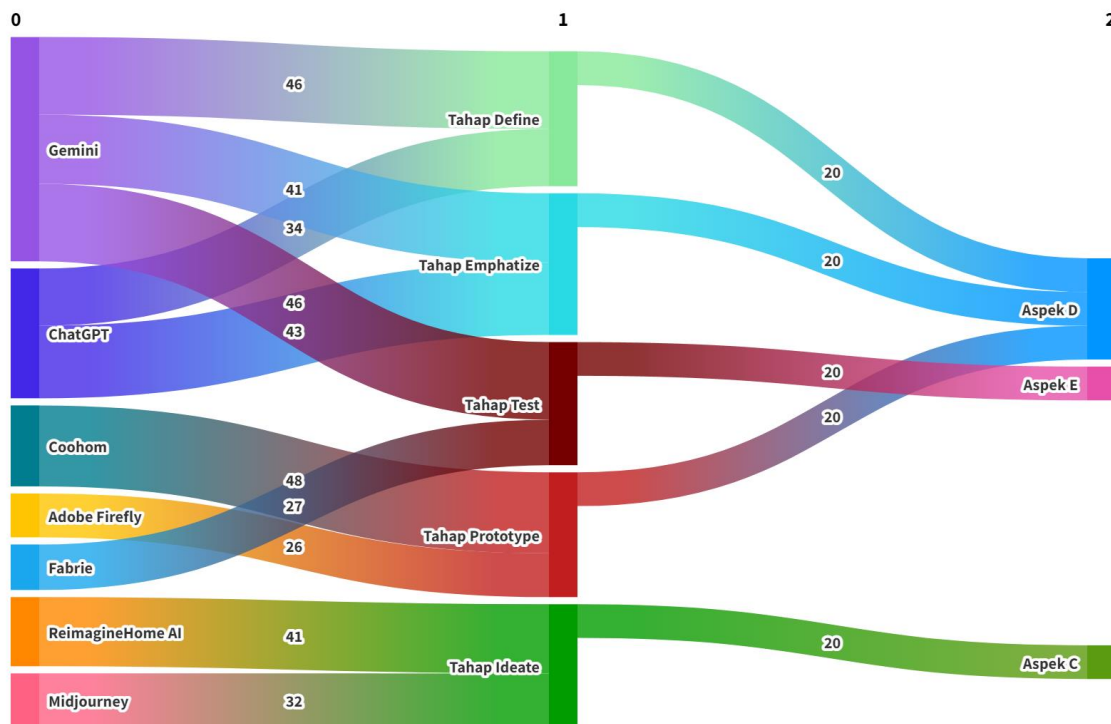 0
1
2
46
Tahap Define
Gemini
20
41
34
Tahap Emphatize
20
Aspek D
46
ChatGPT
43
20
Aspek E
Tahap Test
20
Coohom
48
27
Adobe Firefly
Tahap Prototype
26
Fabrie
ReimagineHome AI
41
20
Tahap Ideate
Aspek C
Midjourney
32